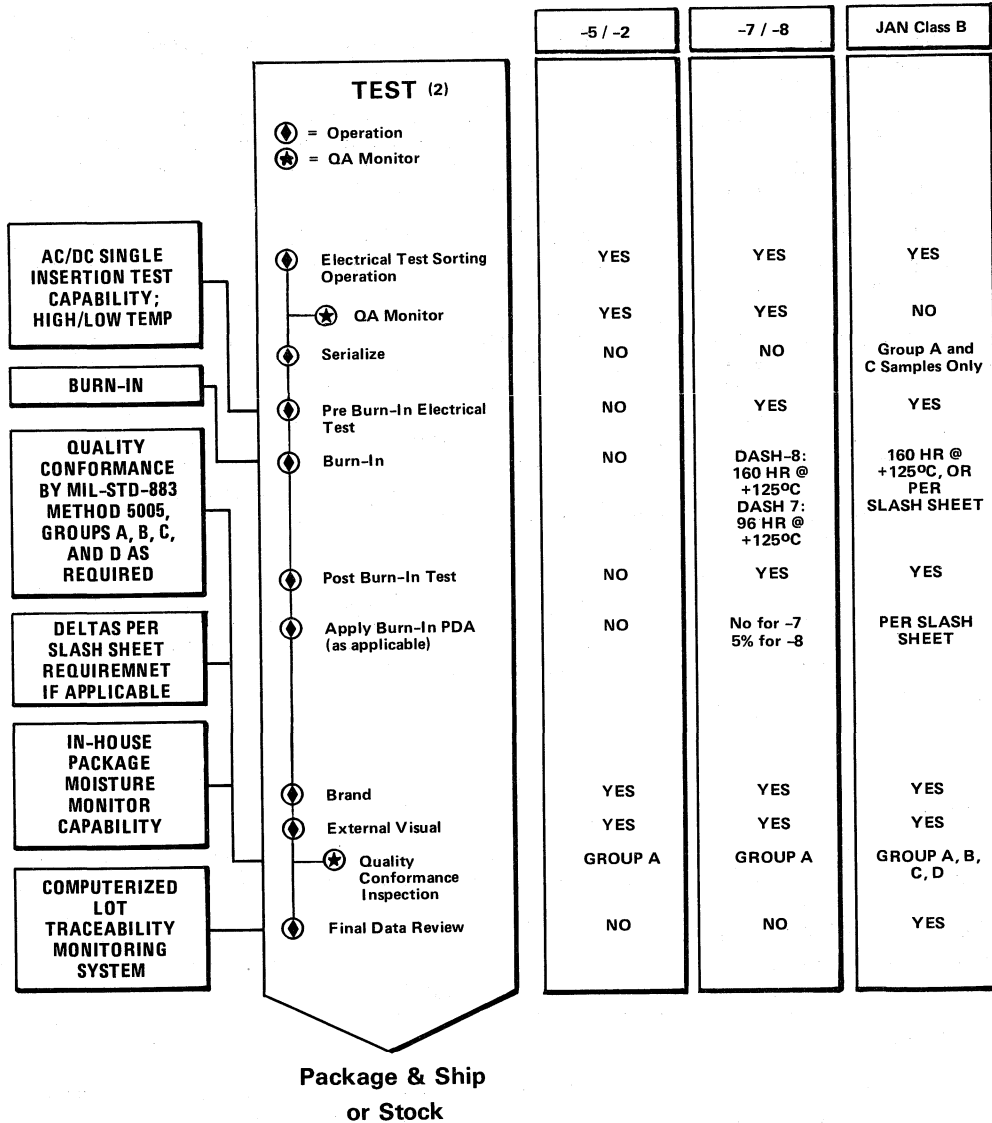 -5 / -2
-7 / -8
JAN Class B
TEST (2)
= Operation
= QA Monitor
AC/DC SINGLE
INSERTION TEST
CAPABILITY;
HIGH/LOW TEMP
BURN-IN
QUALITY
CONFORMANCE
BY MIL-STD-883
METHOD 5005,
GROUPS A, B, C,
AND D AS
REQUIRED
DELTAS PER
SLASH SHEET
REQUIREMNET
IF APPLICABLE
IN-HOUSE
PACKAGE
MOISTURE
MONITOR
CAPABILITY
COMPUTERIZED
LOT
TRACEABILITY
MONITORING
SYSTEM
Electrical Test Sorting
Operation
YES
YES
YES
QA Monitor
YES
YES
NO
Serialize
NO
NO
Group A and
C Samples Only
Pre Burn-In Electrical
Test
NO
YES
YES
Burn-In
NO
DASH-8:
160 HR @
+125ºC
DASH 7:
96 HR @
+125ºC
160 HR @
+125ºC, OR
PER
SLASH SHEET
Post Burn-In Test
NO
YES
YES
Apply Burn-In PDA
(as applicable)
NO
No for -7
5% for -8
PER SLASH
SHEET
Brand
YES
YES
YES
External Visual
YES
YES
YES
Quality
Conformance
Inspection
GROUP A
GROUP A
GROUP A, B,
C, D
Final Data Review
NO
NO
YES
Package & Ship
or Stock